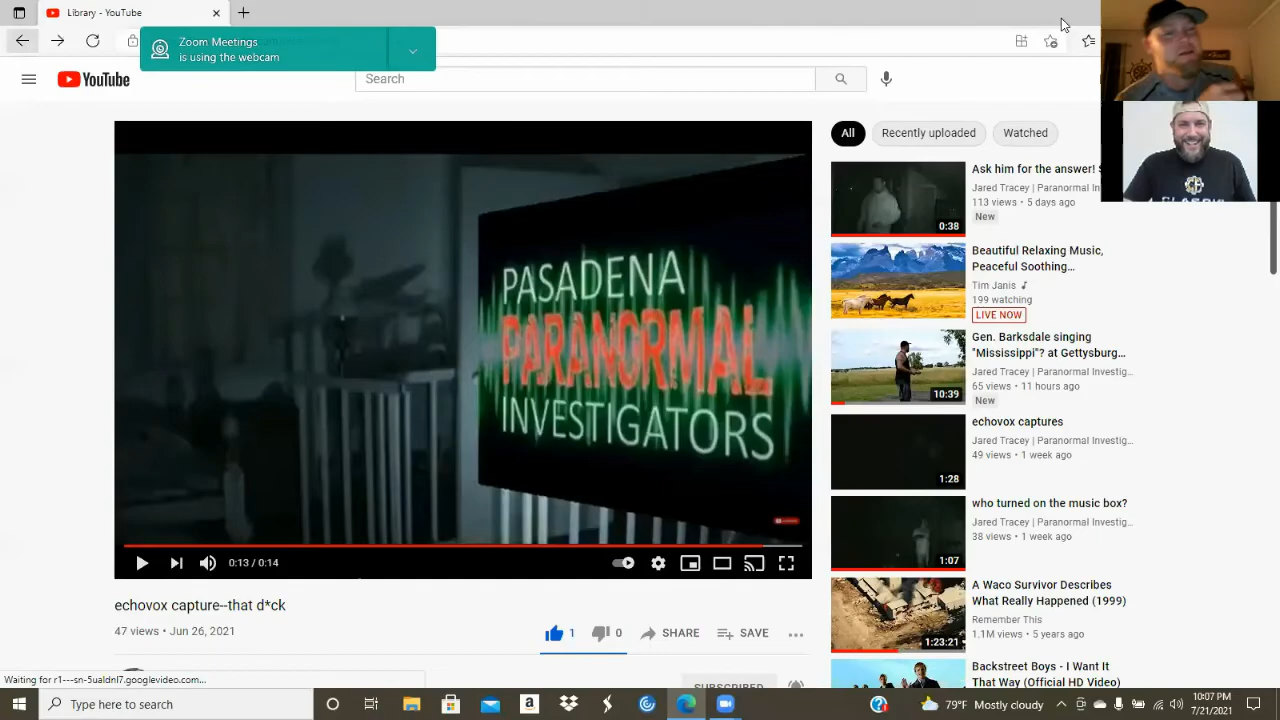 Library - YouTube
Zoom Meetings
is using the webcam
YouTube
Search
PASADENA
PARANORMAL
INVESTIGATORS
0:13 / 0:14
echovox capture--that d*ck
47 views • Jun 26, 2021
1
0
SHARE
SAVE
SUBSCRIBED
All
Recently uploaded
Watched
0:38
Ask him for the answer!
Jared Tracey | Paranormal
113 views • 5 days ago
New
Beautiful Relaxing Music,
Peaceful Soothing...
Tim Janis
199 watching
LIVE NOW
10:39
Gen. Barksdale singing
"Mississippi"? at Gettysburg...
Jared Tracey | Paranormal Investig...
65 views • 11 hours ago
New
1:28
echovox captures
Jared Tracey | Paranormal Investig...
49 views • 1 week ago
1:07
who turned on the music box?
Jared Tracey | Paranormal Investig...
38 views • 1 week ago
1:23:21
A Waco Survivor Describes
What Really Happened (1999)
Remember This
1.1M views • 5 years ago
Backstreet Boys - I Want It
That Way (Official HD Video)
Waiting for r1---sn-5ualdnl7.googlevideo.com...
Type here to search
79°F Mostly cloudy
10:07 PM
7/21/2021